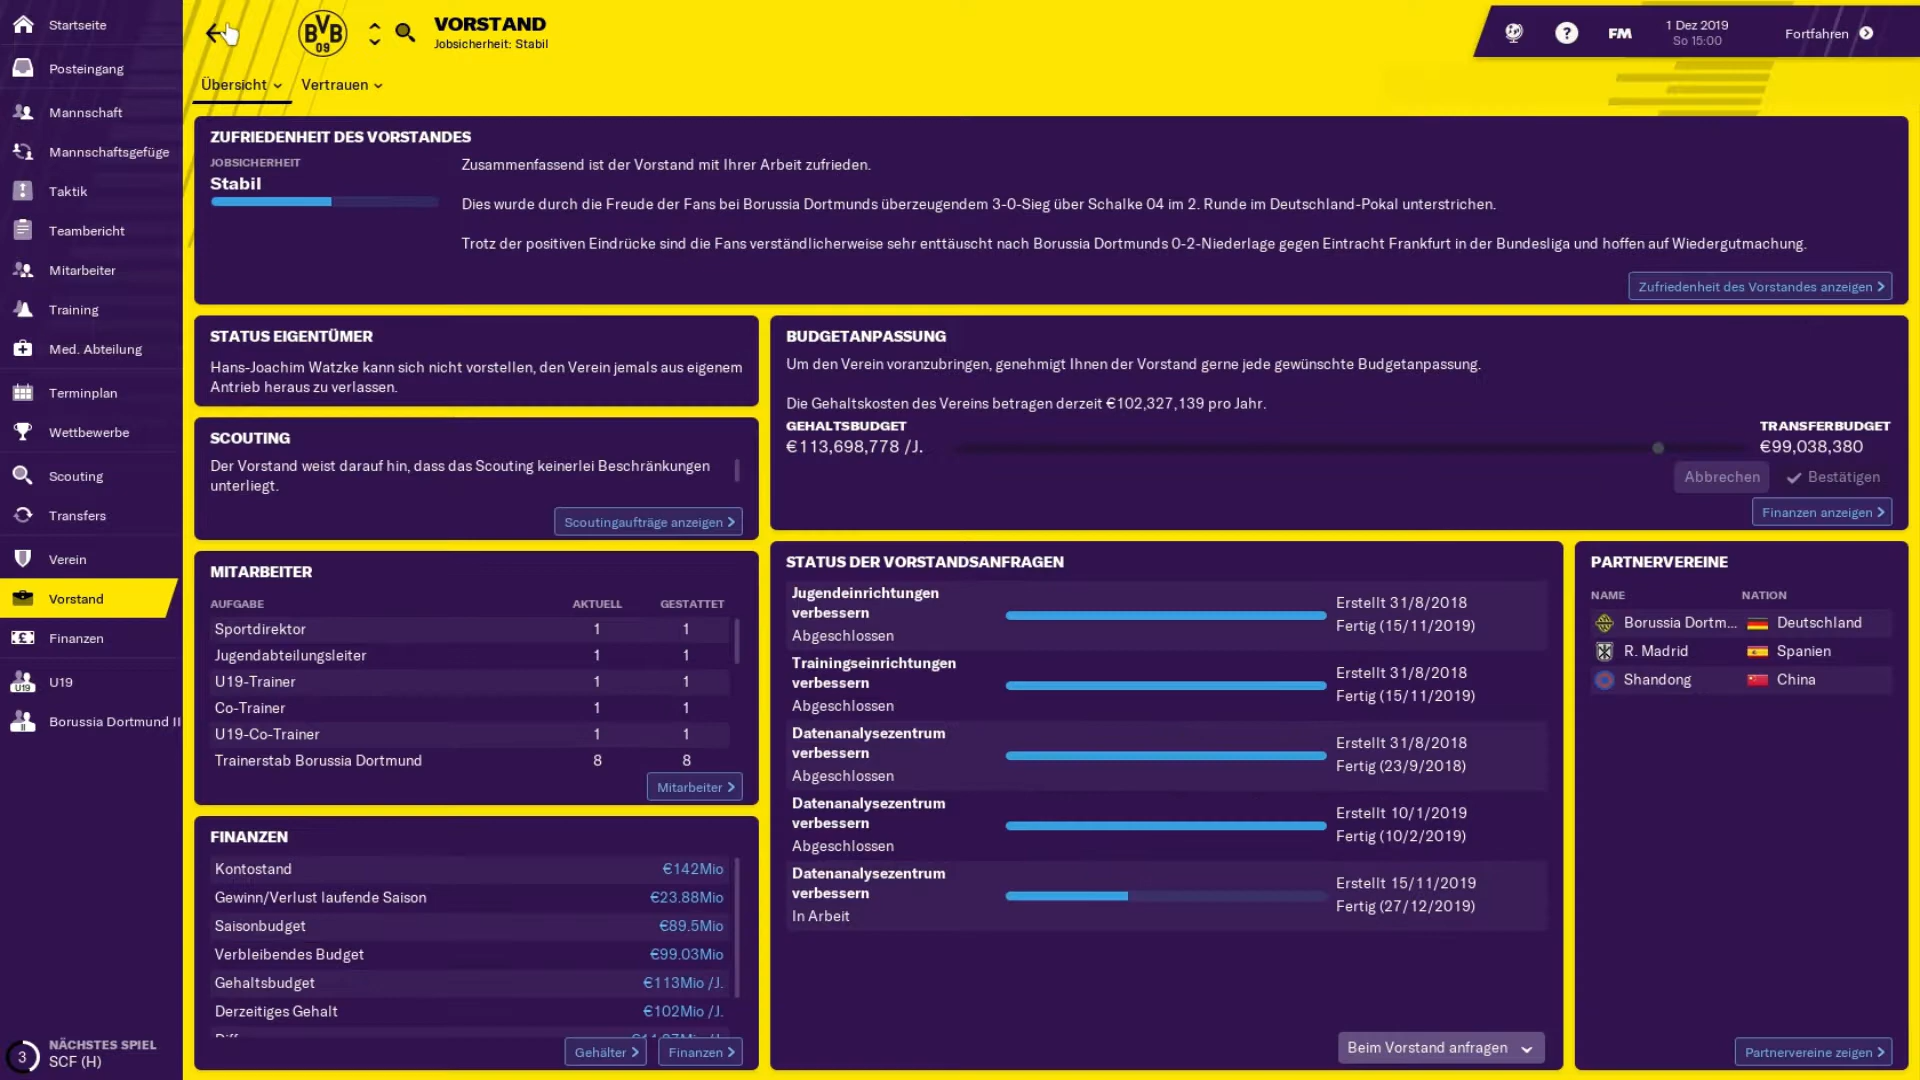 Startseite
Posteingang
Mannschaft
Mannschaftsgefüge
Taktik
Teambericht
Mitarbeiter
Training
Med. Abteilung
Terminplan
Wettbewerbe
Scouting
Transfers
Verein
Vorstand
Finanzen
U19
U19
Borussia Dortmund II
3
NÄCHSTES SPIEL
SCF (H)
BVB
09
VORSTAND
Jobsicherheit: Stabil
?
FM
1 Dez 2019
So 15:00
Fortfahren
Übersicht
Vertrauen
ZUFRIEDENHEIT DES VORSTANDES
JOBSICHERHEIT
Stabil
Zusammenfassend ist der Vorstand mit Ihrer Arbeit zufrieden.
Dies wurde durch die Freude der Fans bei Borussia Dortmunds überzeugendem 3-0-Sieg über Schalke 04 im 2. Runde im Deutschland-Pokal unterstrichen.
Trotz der positiven Eindrücke sind die Fans verständlicherweise sehr enttäuscht nach Borussia Dortmunds 0-2-Niederlage gegen Eintracht Frankfurt in der Bundesliga und hoffen auf Wiedergutmachung.
Zufriedenheit des Vorstandes anzeigen
STATUS EIGENTÜMER
Hans-Joachim Watzke kann sich nicht vorstellen, den Verein jemals aus eigenem
Antrieb heraus zu verlassen.
SCOUTING
Der Vorstand weist darauf hin, dass das Scouting keinerlei Beschränkungen
unterliegt.
Scoutingaufträge anzeigen
MITARBEITER
AUFGABE AKTUELL GESTATTET
Sportdirektor 1 1
Jugendabteilungsleiter 1 1
U19-Trainer 1 1
Co-Trainer 1 1
U19-Co-Trainer 1 1
Trainerstab Borussia Dortmund 8 8
Mitarbeiter
FINANZEN
Kontostand €142Mio
Gewinn/Verlust laufende Saison €23.88Mio
Saisonbudget €89.5Mio
Verbleibendes Budget €99.03Mio
Gehaltsbudget €113Mio /J.
Derzeitiges Gehalt €102Mio /J.
Gehälter
Finanzen
BUDGETANPASSUNG
Um den Verein voranzubringen, genehmigt Ihnen der Vorstand gerne jede gewünschte Budgetanpassung.
Die Gehaltskosten des Vereins betragen derzeit €102,327,139 pro Jahr.
GEHALTSBUDGET
€113,698,778 /J.
TRANSFERBUDGET
€99,038,380
Abbrechen
Bestätigen
Finanzen anzeigen
STATUS DER VORSTANDSANFRAGEN
Jugendeinrichtungen
verbessern
Abgeschlossen
Erstellt 31/8/2018
Fertig (15/11/2019)
Trainingseinrichtungen
verbessern
Abgeschlossen
Erstellt 31/8/2018
Fertig (15/11/2019)
Datenanalysezentrum
verbessern
Abgeschlossen
Erstellt 31/8/2018
Fertig (23/9/2018)
Datenanalysezentrum
verbessern
Abgeschlossen
Erstellt 10/1/2019
Fertig (10/2/2019)
Datenanalysezentrum
verbessern
In Arbeit
Erstellt 15/11/2019
Fertig (27/12/2019)
Beim Vorstand anfragen
PARTNERVEREINE
NAME NATION
Borussia Dortm... Deutschland
R. Madrid Spanien
Shandong China
Partnervereine zeigen